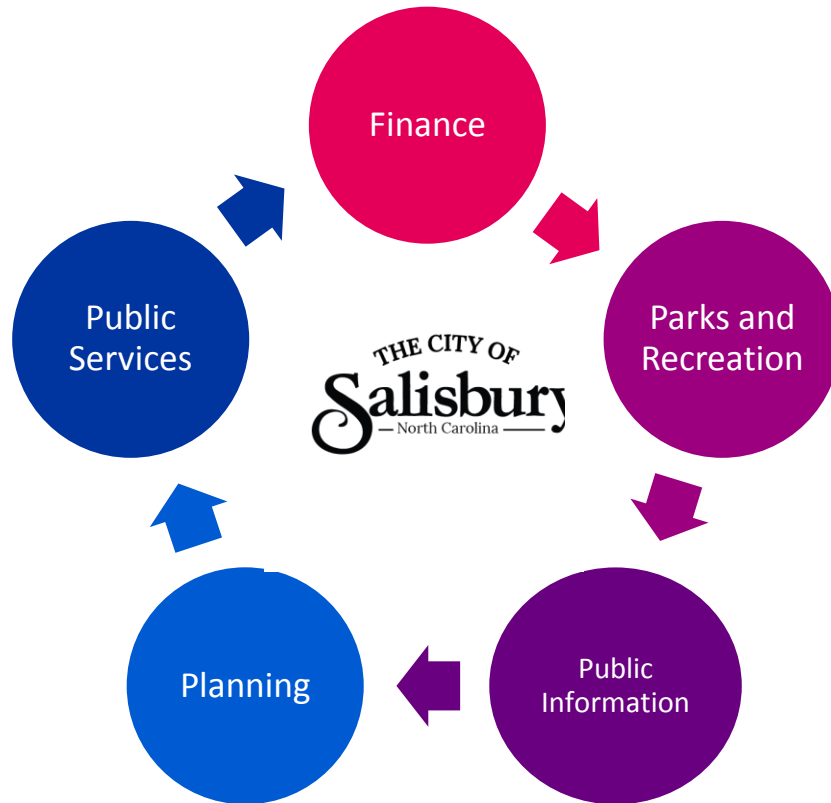 Finance
Parks and
Recreation
Public
Information
Planning
Public
Services
THE CITY OF
Salisbury
North Carolina